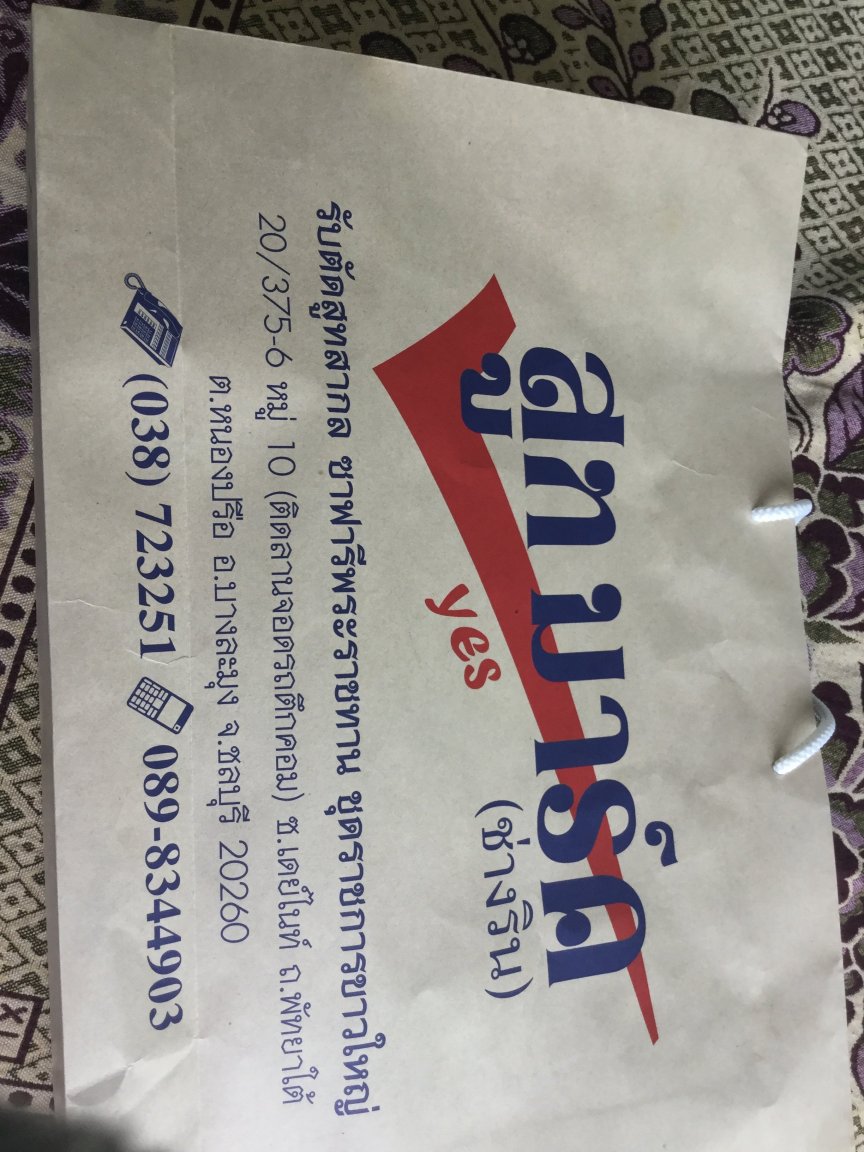 สูทมาร์ค
yes
(ช่างริน)
รับตัดสูทสากล ซาฟารีพระราชทาน ชุดราชการขาวใหญ่
20/375-6 หมู่ 10 (ติดลานจอดรถติ๊กคอม) ซ.เดย์ไนท์ ถ.พัทยาใต้
ต.หนองปรือ อ.บางละมุง จ.ชลบุรี 20260
(038) 723251 089-8344903